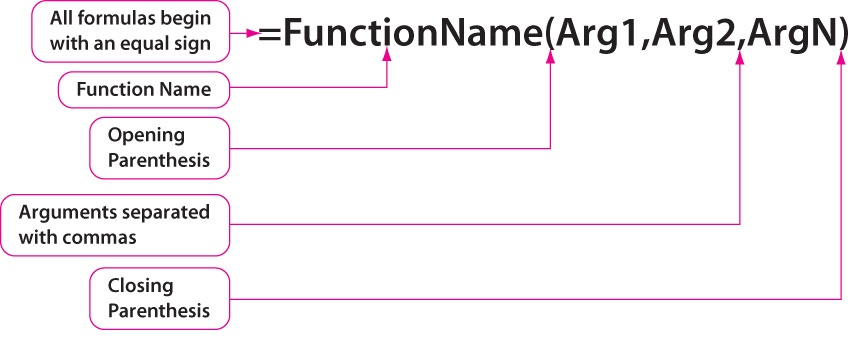 All formulas begin
with an equal sign
=FunctionName(Arg1,Arg2,ArgN)
Function Name
Opening
Parenthesis
Arguments separated
with commas
Closing
Parenthesis